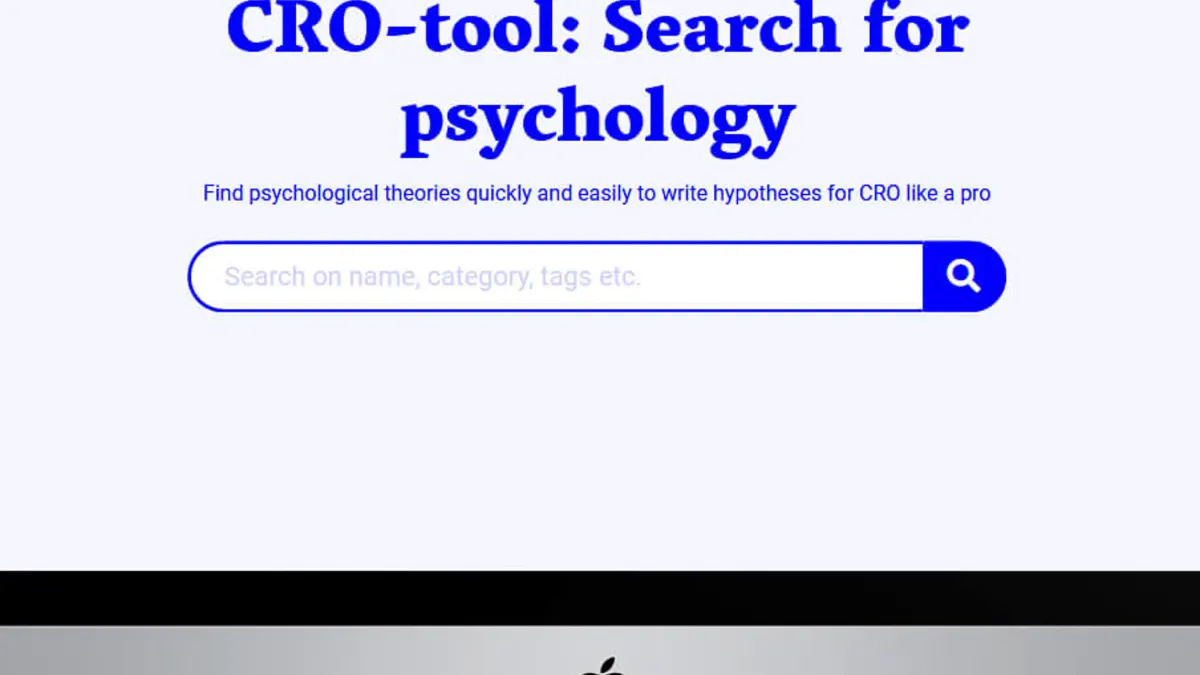 CRO-tool: Search for
psychology
Find psychological theories quickly and easily to write hypotheses for CRO like a pro
Search on name, category, tags etc.